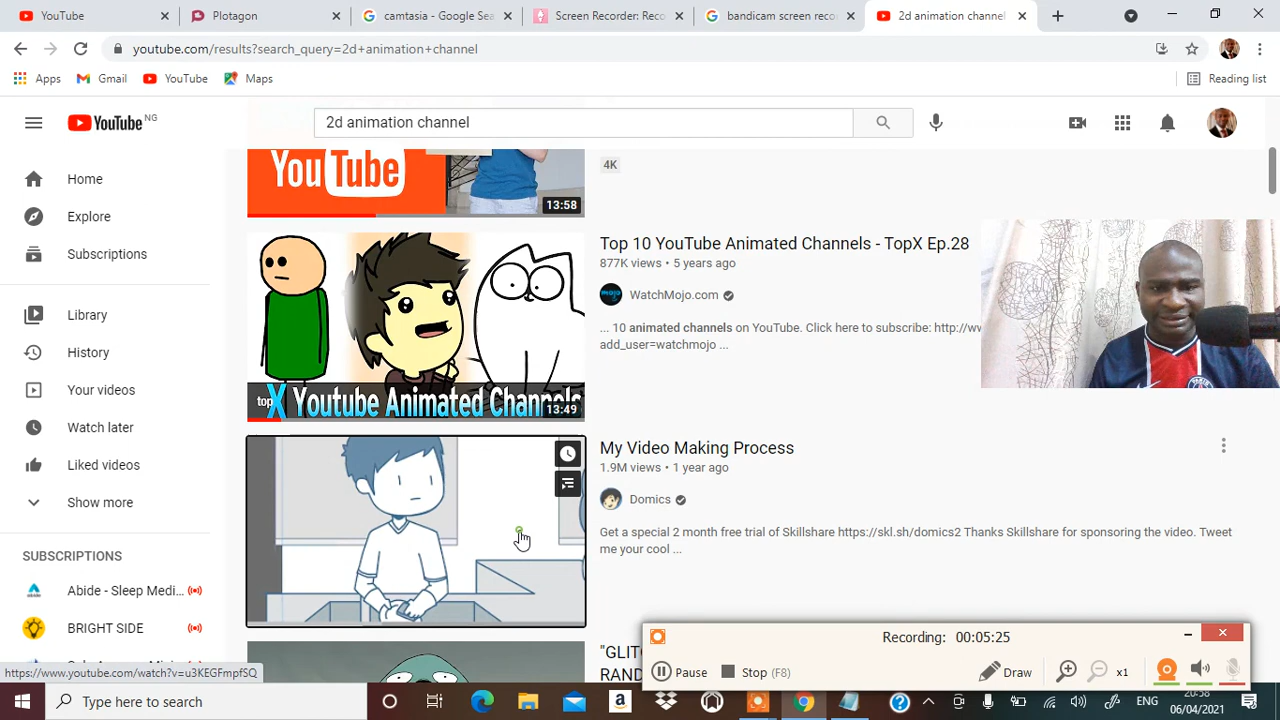 YouTube
Plotagon
camtasia - Google Sea
Screen Recorder: Reco
bandicam screen reco
2d animation channel
youtube.com/results?search_query=2d+animation+channel
Apps
Gmail
YouTube
Maps
Reading list
YouTube NG
2d animation channel
Home
Explore
Subscriptions
Library
History
Your videos
Watch later
Liked videos
Show more
SUBSCRIPTIONS
Abide - Sleep Medi...
BRIGHT SIDE
YouTube
13:58
4K
Top 10 YouTube Animated Channels - TopX Ep.28
877K views • 5 years ago
mojo
WatchMojo.com
... 10 animated channels on YouTube. Click here to subscribe: http://ww
add_user=watchmojo ...
topX Youtube Animated Channels
13:49
My Video Making Process
1.9M views • 1 year ago
Domics
Get a special 2 month free trial of Skillshare https://skl.sh/domics2 Thanks Skillshare for sponsoring the video. Tweet
me your cool ...
"GLIT
RAND
Recording: 00:05:25
Pause
Stop (F8)
Draw
x1
https://www.youtube.com/watch?v=u3KEGFmpfSQ
Type here to search
ENG
20:58
06/04/2021